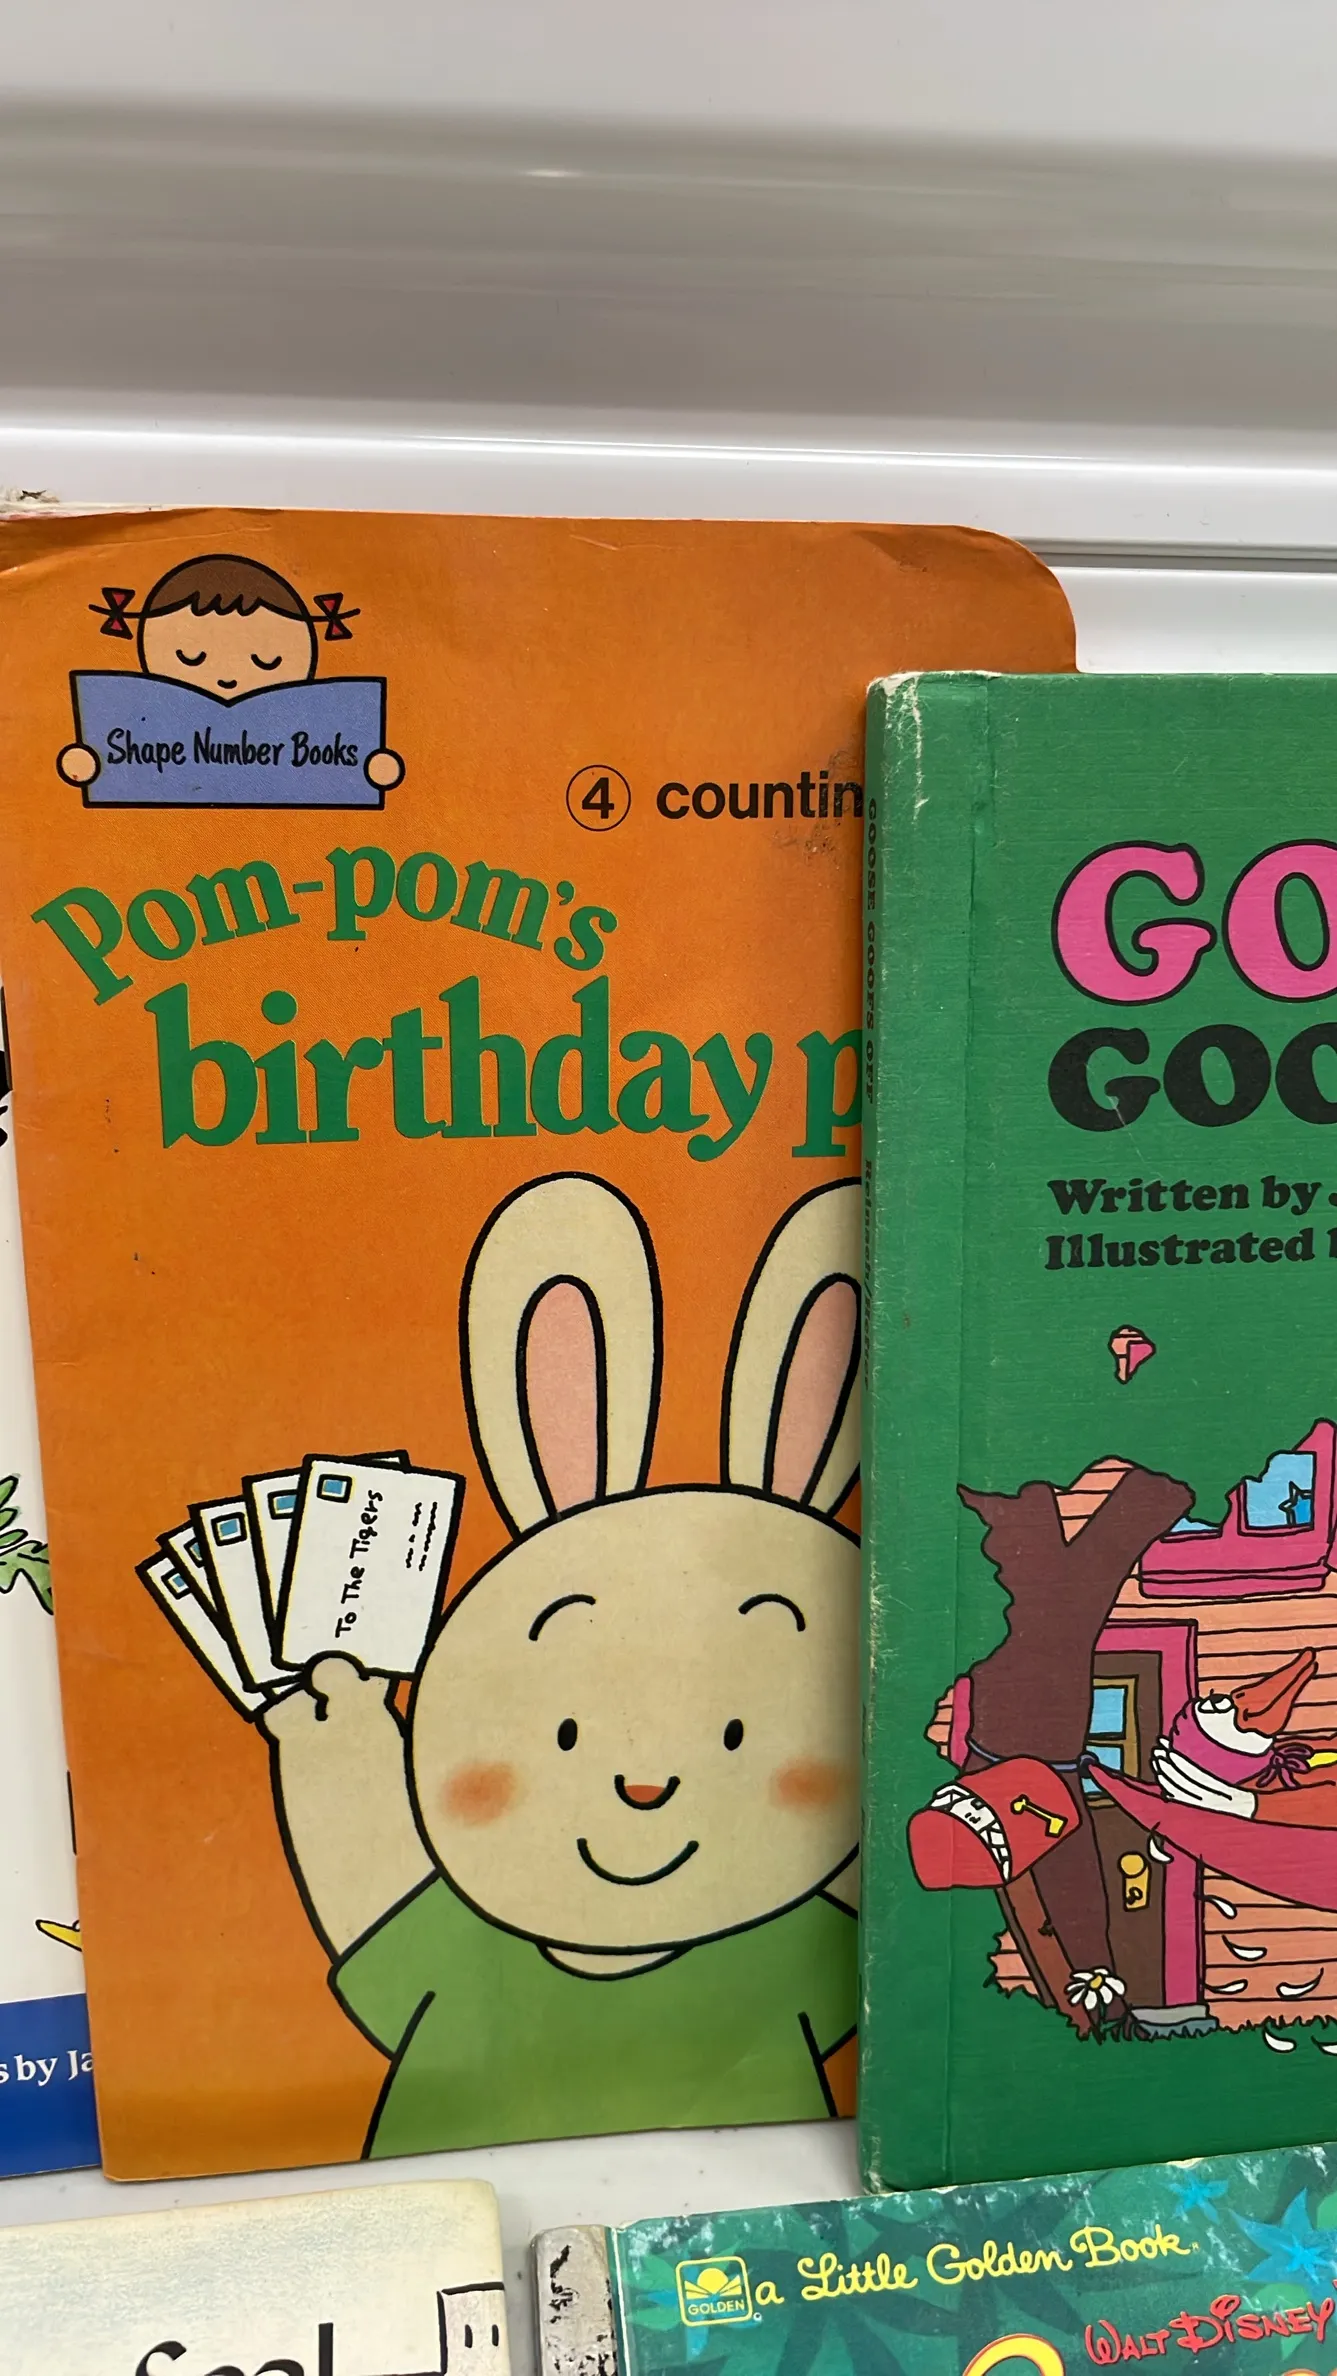 Shape Number Books
④ countin
Pom-pom's
birthday p
To The Tigers
GOOSE GOOFS OFF
GO
GOO
Written by
Illustrated
s by Ja
a Little Golden Book
GOLDEN
WALT DISNEY